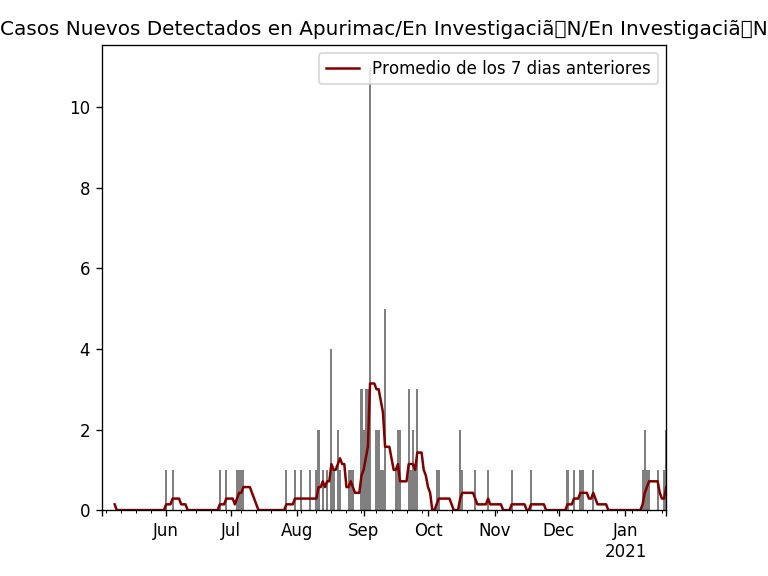 Casos Nuevos Detectados en Apurimac/En Investigaciã▯N/En Investigaciã▯N
Promedio de los 7 dias anteriores
10
8
6
4
2
0
Jun Jul Aug Sep Oct Nov Dec Jan
2021